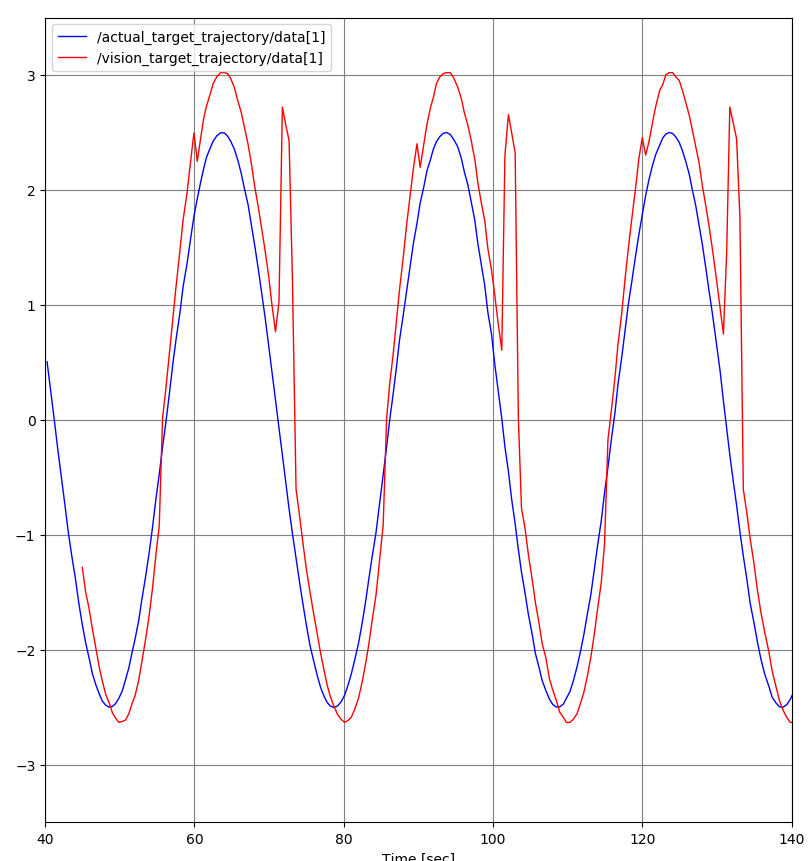 /actual_target_trajectory/data[1]
/vision_target_trajectory/data[1]
3
2
1
0
−1
−2
−3
40 60 80 100 120 140
Time [sec]